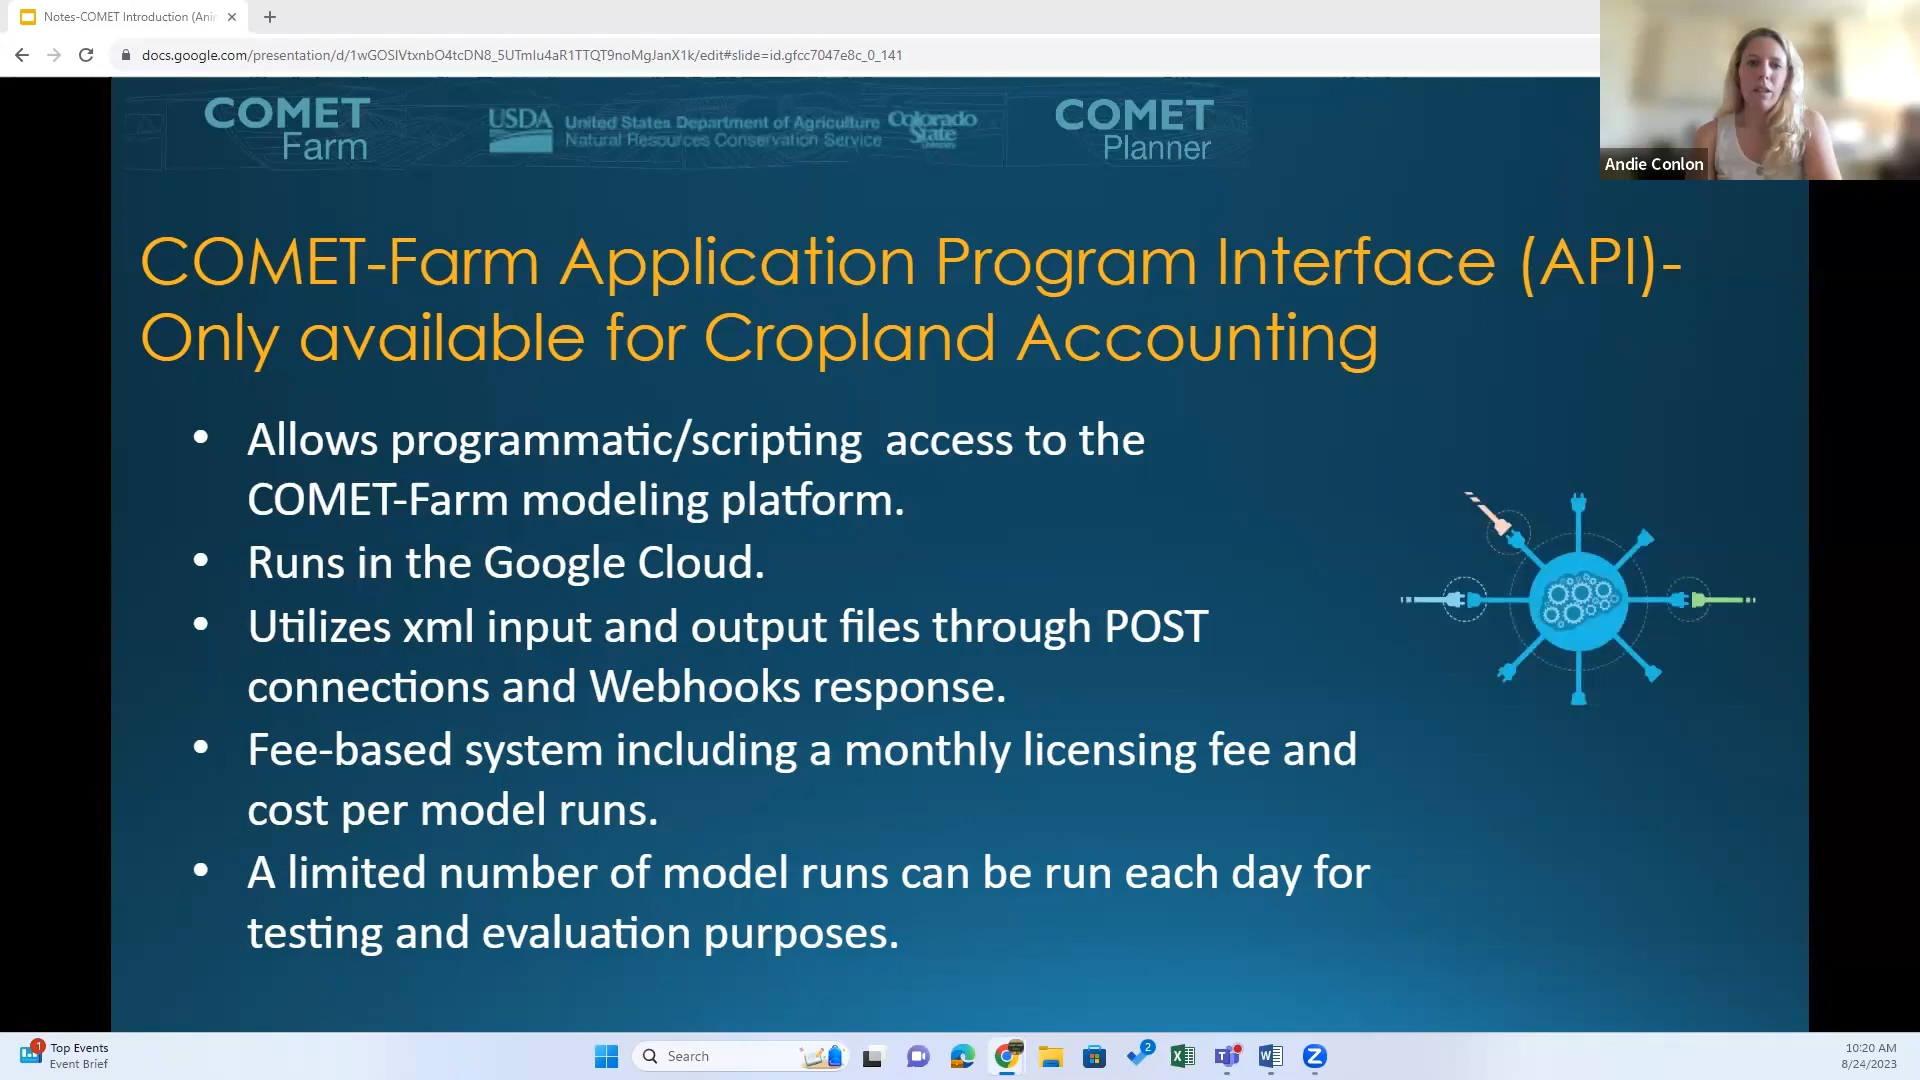 Notes-COMET Introduction (Anir
docs.google.com/presentation/d/1wGOSlVtxnbO4tcDN8_5UTmIu4aR1TTQT9noMgJanX1k/edit#slide=id.gfcc7047e8c_0_141
COMET
Farm
USDA
United States Department of Agriculture
Natural Resources Conservation Service
Colorado
State
COMET
Planner
Andie Conlon
COMET-Farm Application Program Interface (API)-
Only available for Cropland Accounting
• Allows programmatic/scripting access to the
COMET-Farm modeling platform.
• Runs in the Google Cloud.
• Utilizes xml input and output files through POST
connections and Webhooks response.
• Fee-based system including a monthly licensing fee and
cost per model runs.
• A limited number of model runs can be run each day for
testing and evaluation purposes.
1
Top Events
Event Brief
Search
2
10:20 AM
8/24/2023